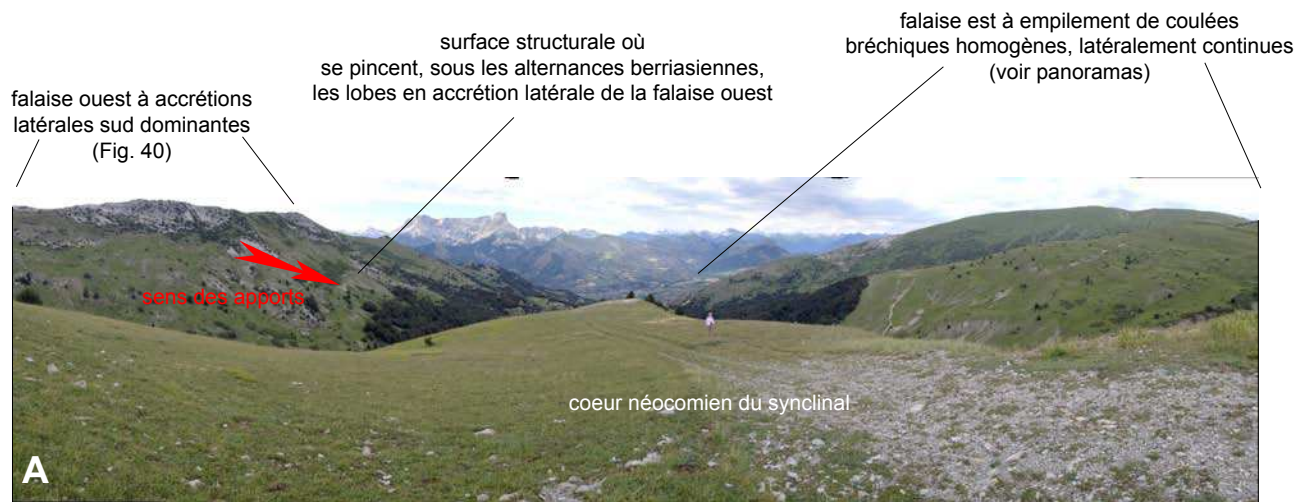 falaise ouest à accrétions
latérales sud dominantes
(Fig. 40)
surface structurale où
se pincent, sous les alternances berriasiennes,
les lobes en accrétion latérale de la falaise ouest
falaise est à empilement de coulées
bréchiques homogènes, latéralement continues
(voir panoramas)
sens des apports
coeur néocomien du synclinal
A